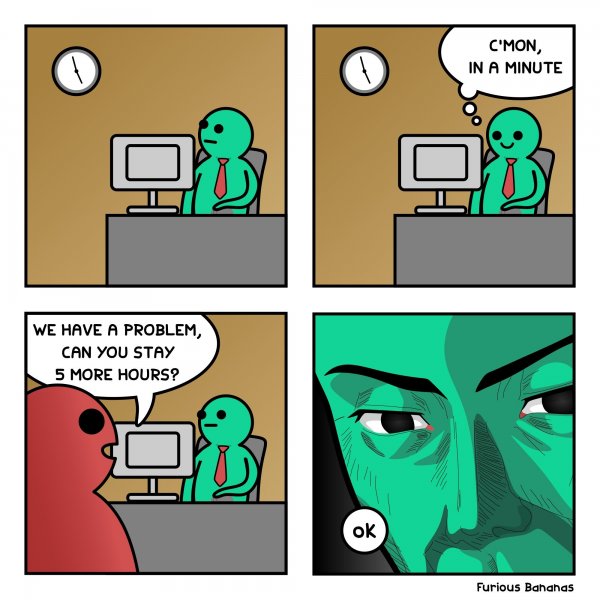 C'MON,
IN A MINUTE
WE HAVE A PROBLEM,
CAN YOU STAY
5 MORE HOURS?
OK
Furious Bananas